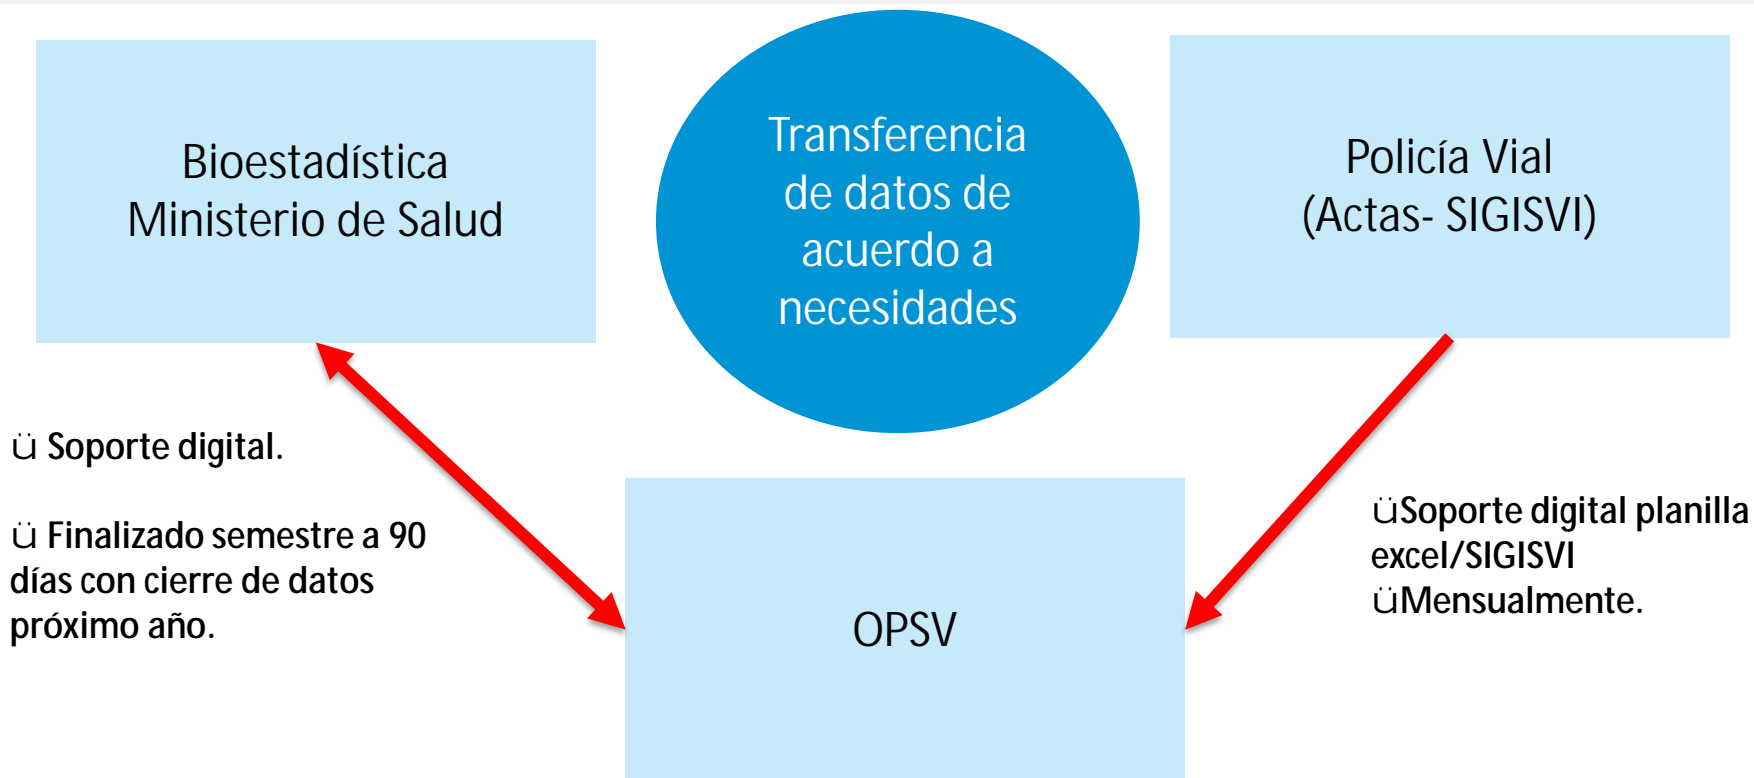 Bioestadística
Ministerio de Salud
Transferencia
de datos de
acuerdo a
necesidades
Policía Vial
(Actas- SIGISVI)
ü Soporte digital.
ü Finalizado semestre a 90
días con cierre de datos
próximo año.
OPSV
üSoporte digital planilla
excel/SIGISVI
üMensualmente.